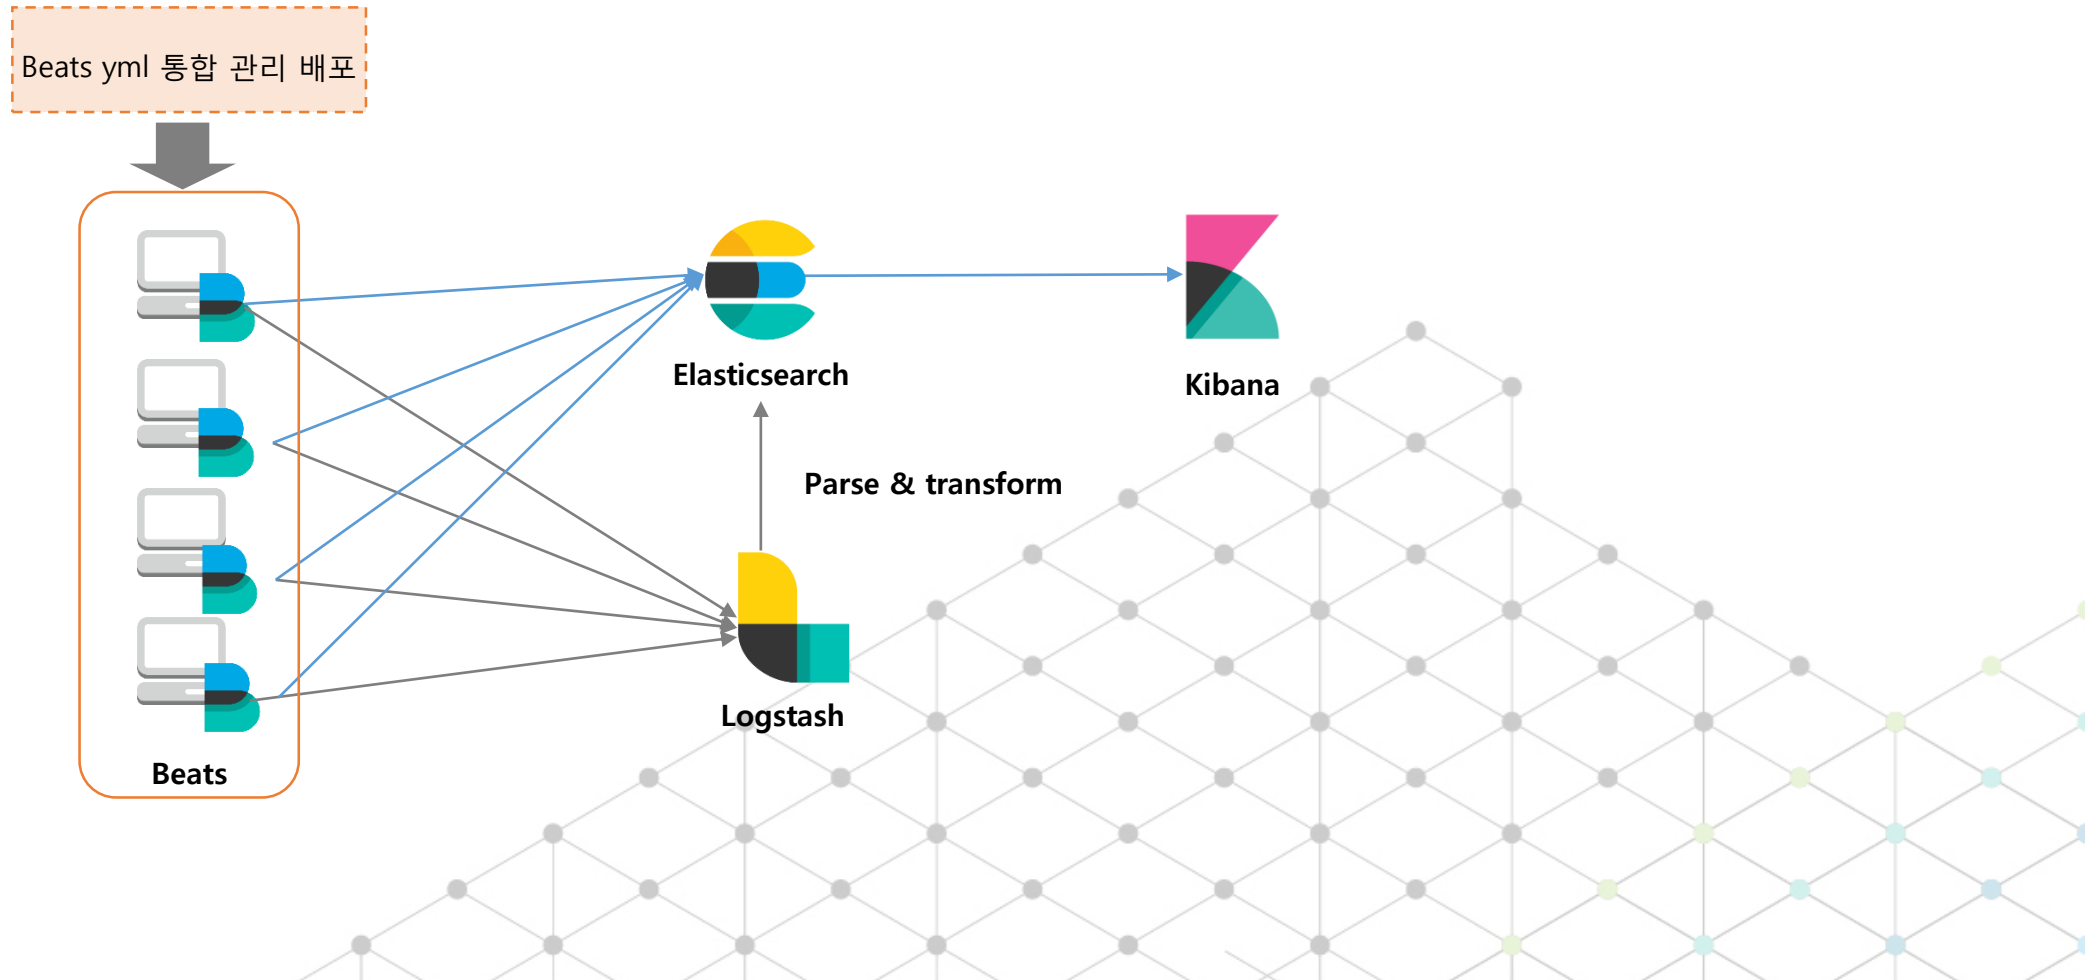 Beats yml 통합 관리 배포
Elasticsearch
Kibana
Parse & transform
Logstash
Beats